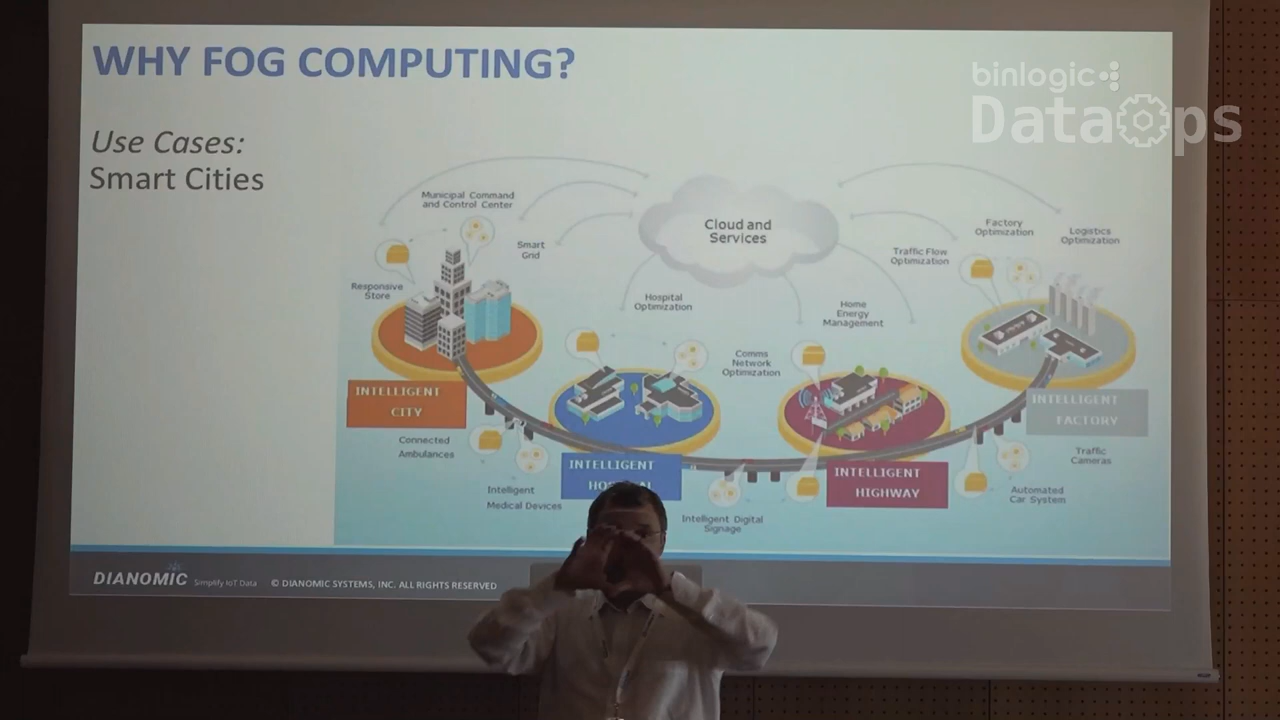 WHY FOG COMPUTING?
binlogic
DataOps
Use Cases:
Smart Cities
Municipal Command
and Control Center
Smart
Grid
Responsive
Store
Cloud and
Services
Factory
Optimization
Logistics
Optimization
Traffic Flow
Optimization
Hospital
Optimization
Home
Energy
Management
Comms
Network
Optimization
INTELLIGENT
CITY
INTELLIGENT
FACTORY
Connected
Ambulances
INTELLIGENT
INTELLIGENT
HIGHWAY
Traffic
Cameras
Intelligent
Medical Devices
Intelligent Digital
Signage
Automated
Car System
DIANOMIC
Simplify IoT Data
© DIANOMIC SYSTEMS, INC. ALL RIGHTS RESERVED